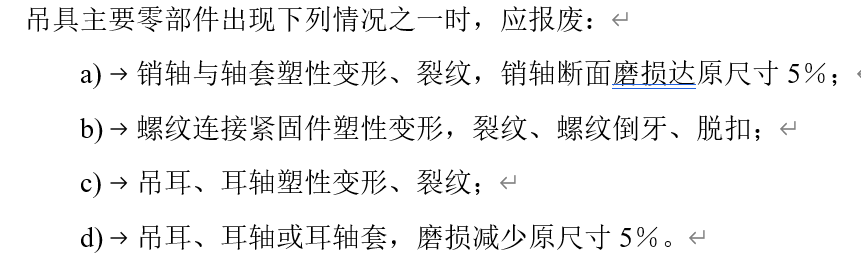 吊具主要零部件出现下列情况之一时，应报废：↵
a) → 销轴与轴套塑性变形、裂纹，销轴断面磨损达原尺寸 5%；↵
b) → 螺纹连接紧固件塑性变形，裂纹、螺纹倒牙、脱扣；↵
c) → 吊耳、耳轴塑性变形、裂纹；↵
d) → 吊耳、耳轴或耳轴套，磨损减少原尺寸 5%。↵